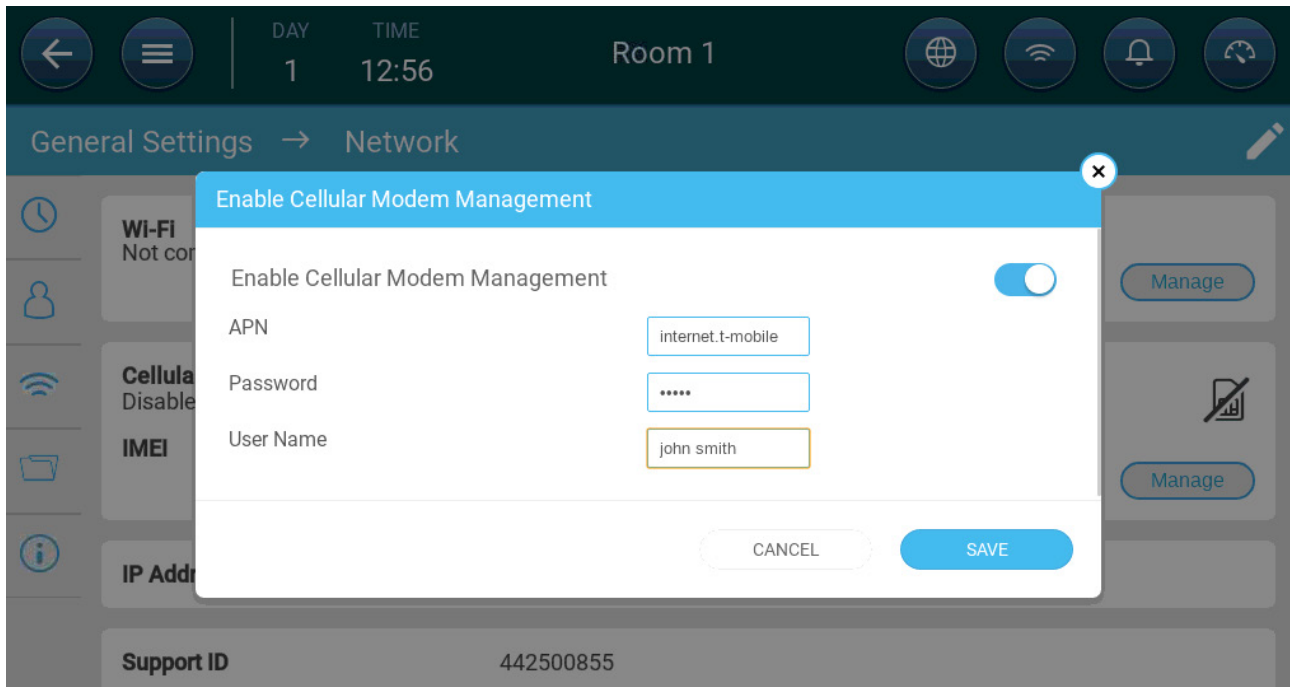 DAY
1
TIME
12:56
Room 1
General Settings → Network
Enable Cellular Modem Management
Wi-Fi
Not con
Enable Cellular Modem Management
Manage
APN
internet.t-mobile
Cellula
Disable
Password
•••••
IMEI
User Name
john smith
Manage
CANCEL
SAVE
IP Addr
Support ID
442500855